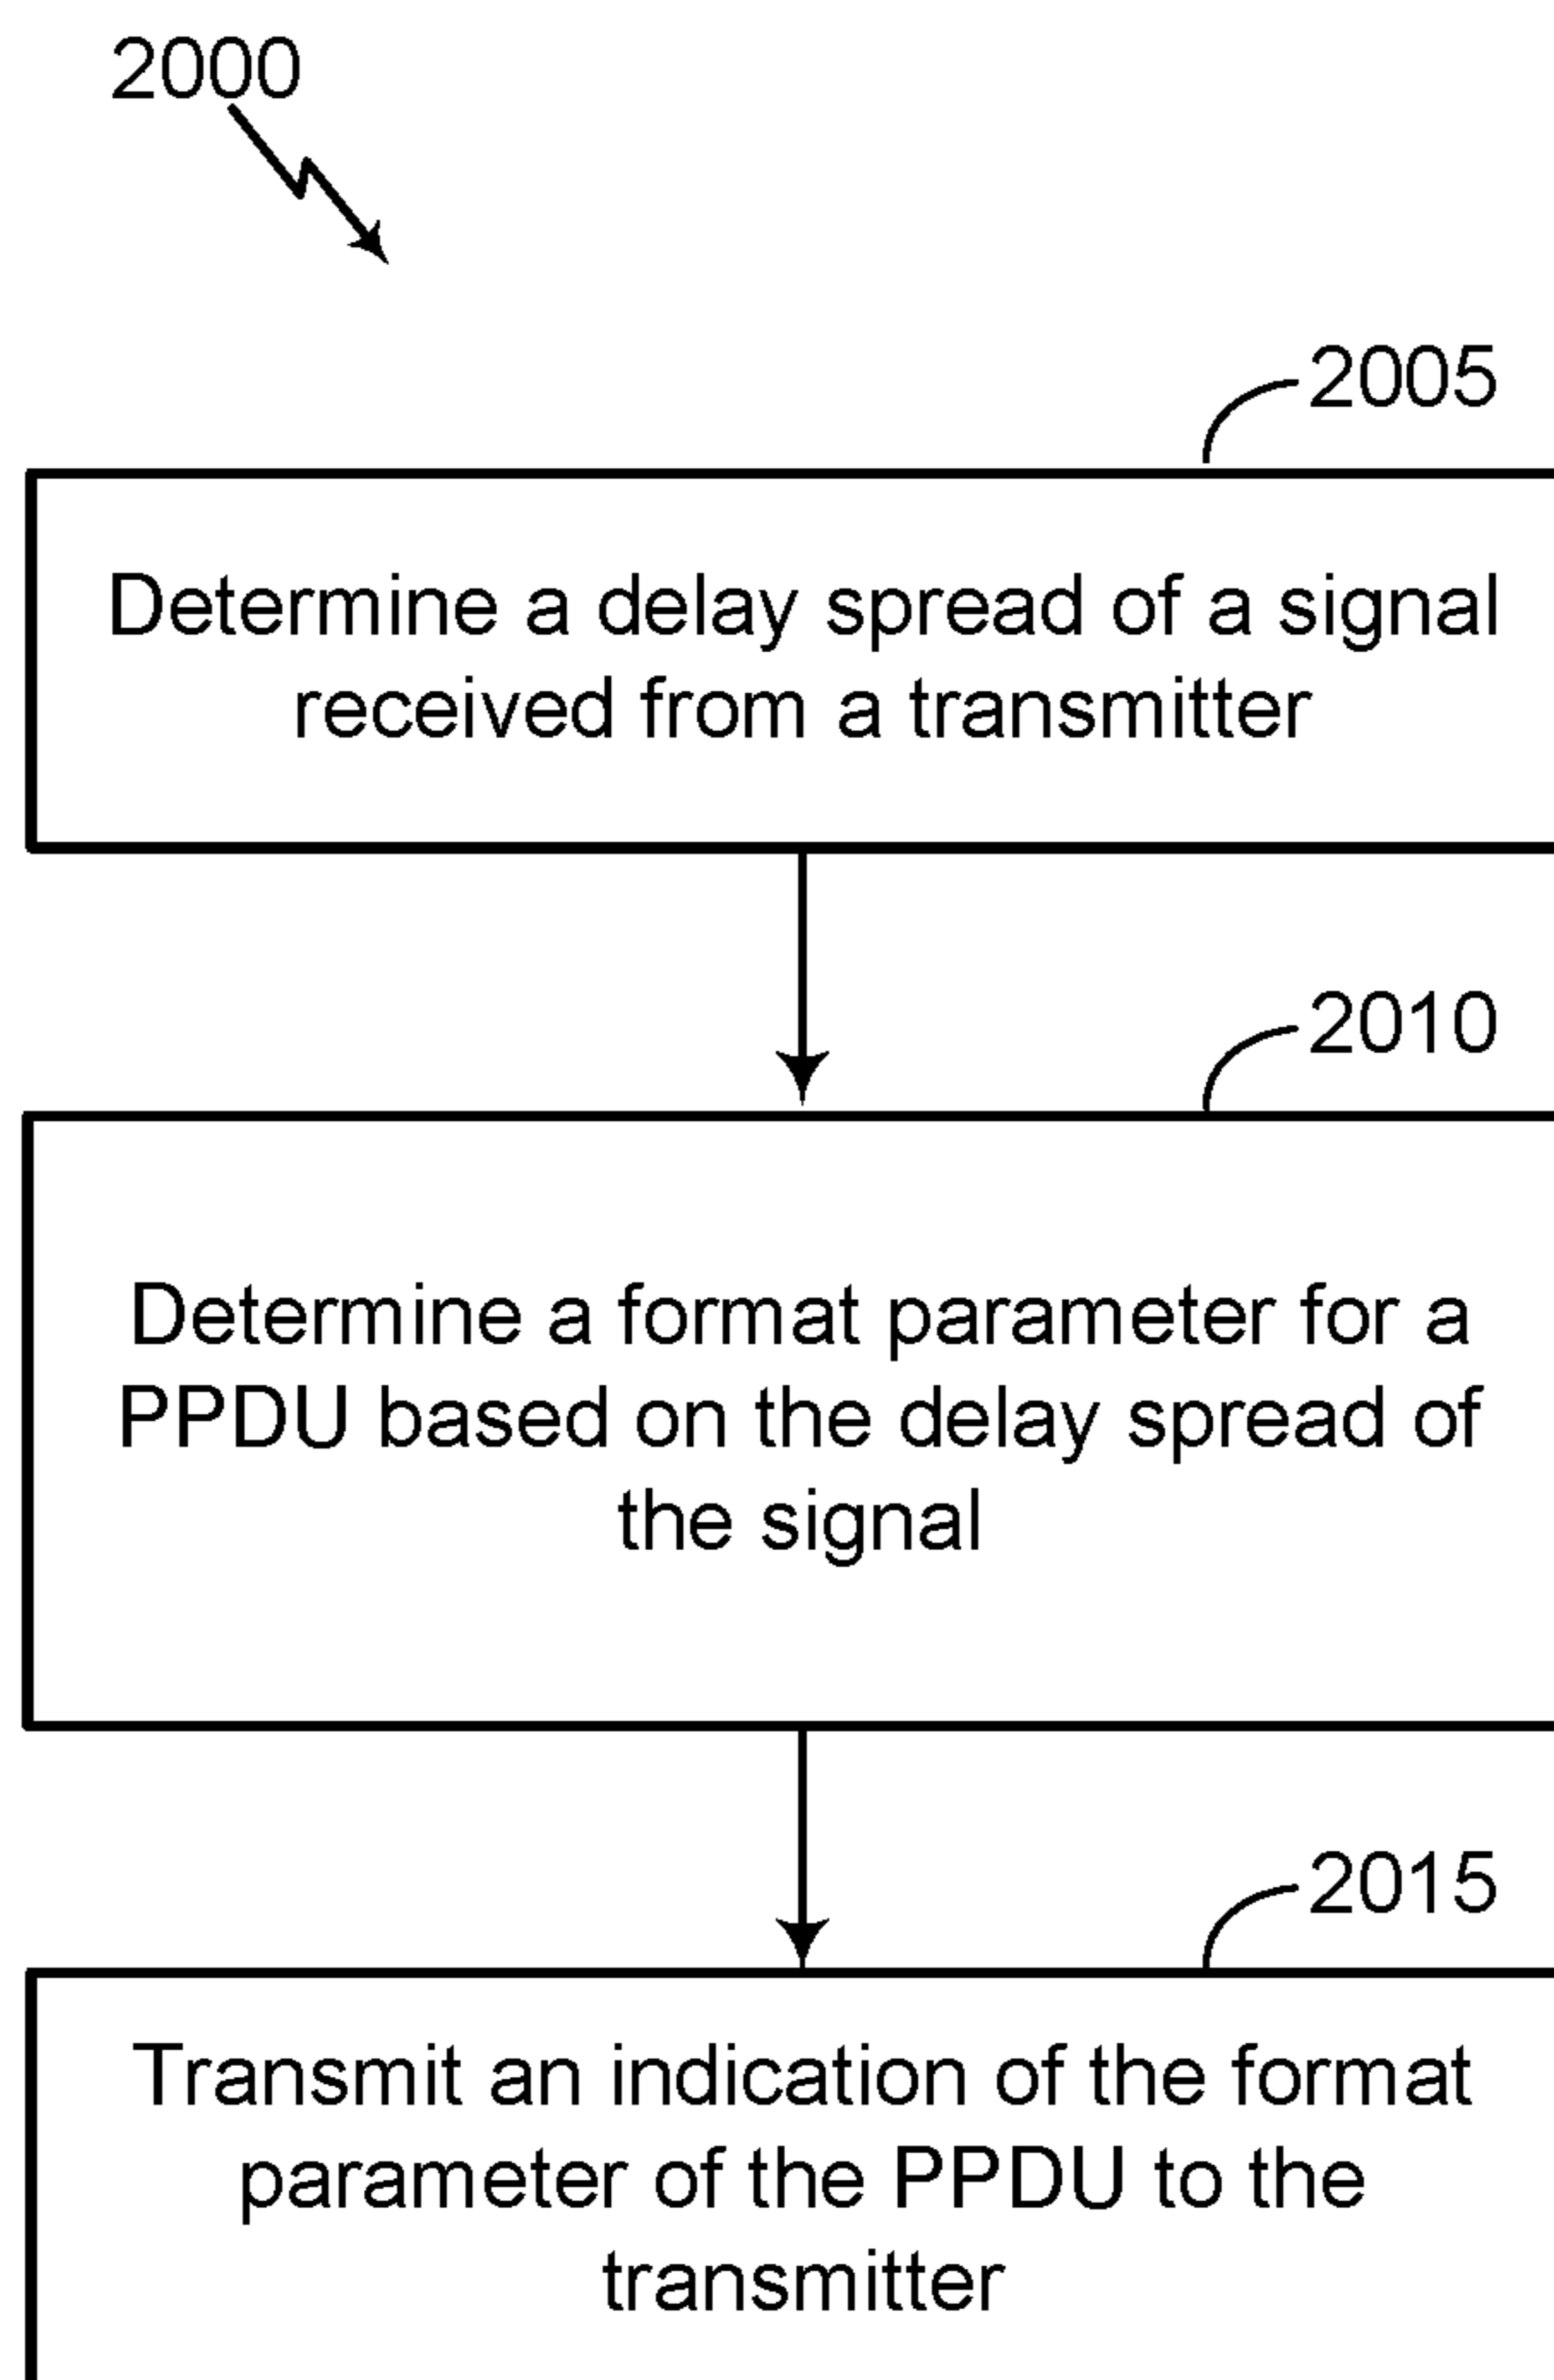 2000
2005
Determine a delay spread of a signal
received from a transmitter
2010
Determine a format parameter for a
PPDU based on the delay spread of
the signal
2015
Transmit an indication of the format
parameter of the PPDU to the
transmitter